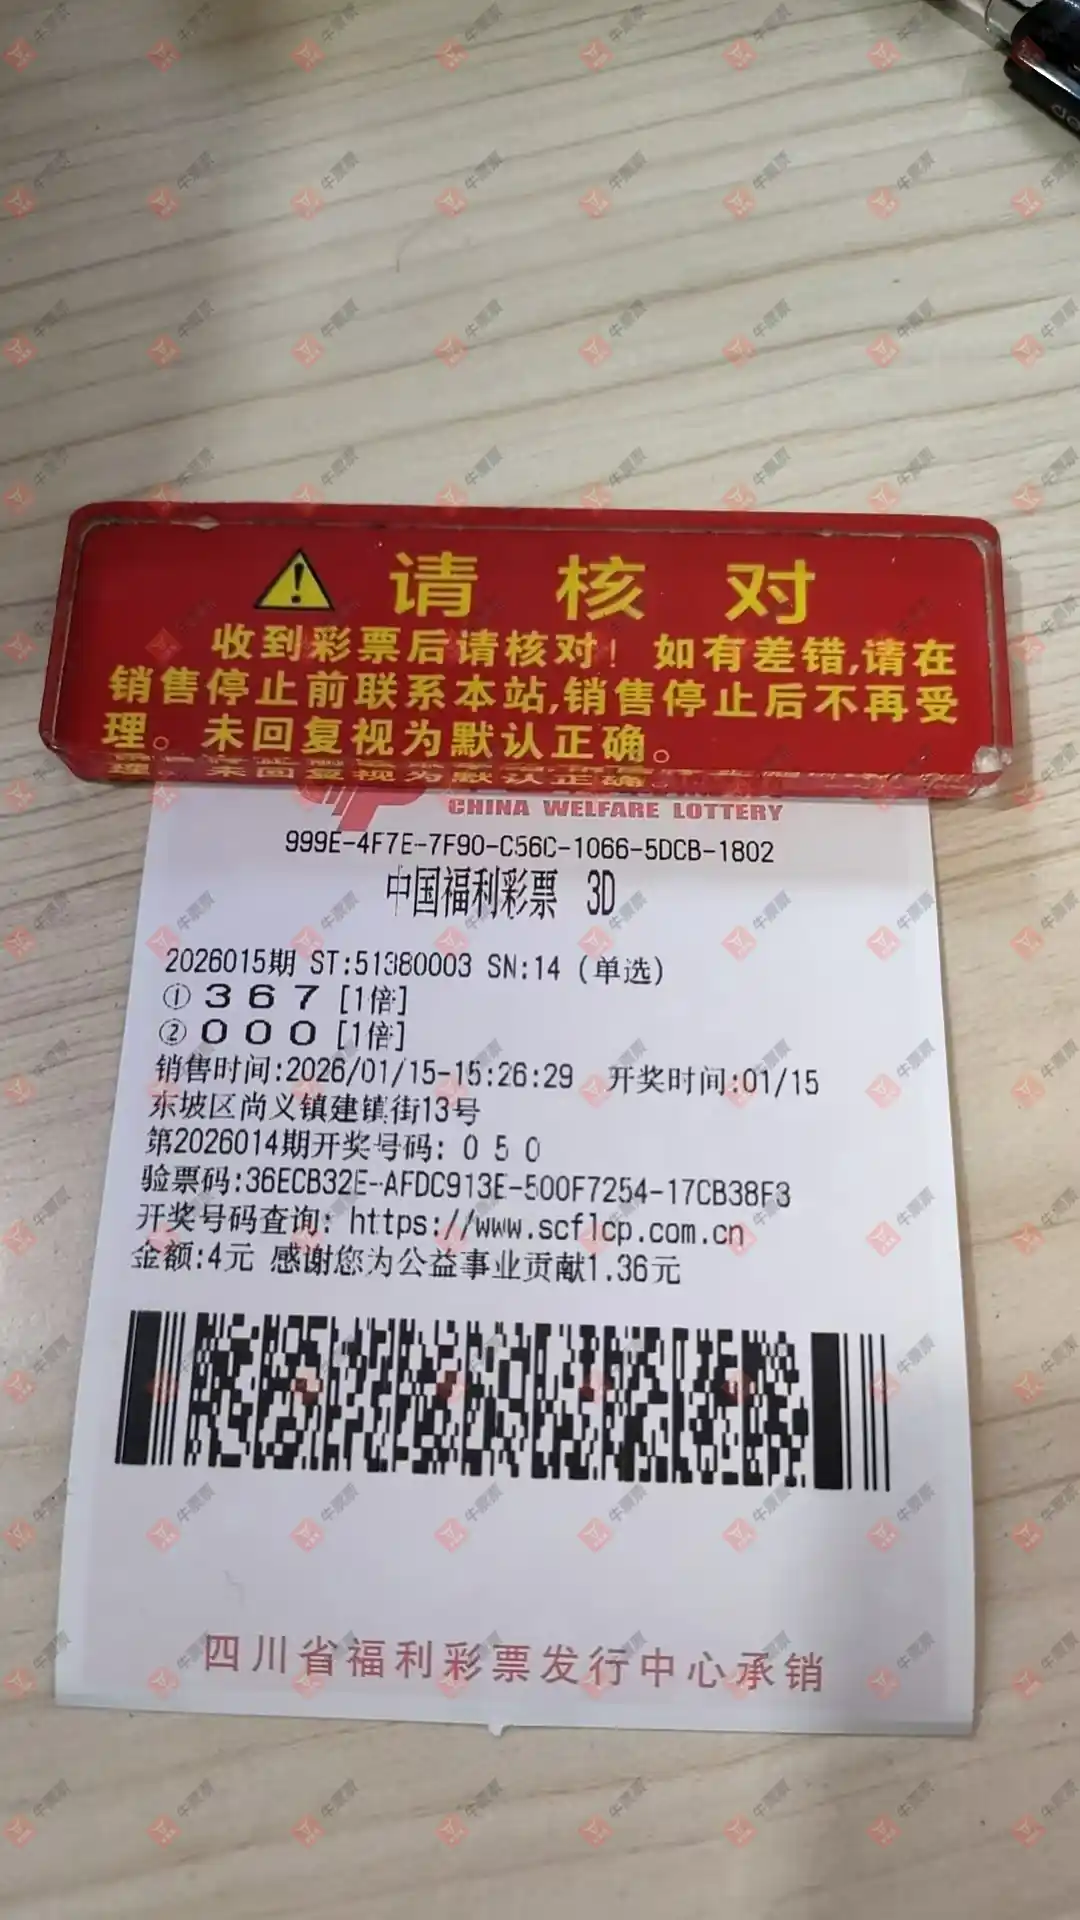 请核对
收到彩票后请核对！如有差错,请在
销售停止前联系本站,销售停止后不再受
理。未回复视为默认正确。
CHINA WELFARE LOTTERY
999E-4F7E-7F90-C56C-1066-5DCB-1802
中国福利彩票 3D
2026015期 ST:51380003 SN:14 (单选)
① 3 6 7 [1倍]
② 0 0 0 [1倍]
销售时间:2026/01/15-15:26:29 开奖时间:01/15
东坡区尚义镇建镇街13号
第2026014期开奖号码: 0 5 0
验票码:36ECB32E-AFDC913E-500F7254-17CB38F3
开奖号码查询: https://www.scflcp.com.cn
金额:4元 感谢您为公益事业贡献1.36元
四川省福利彩票发行中心承销
牛票票